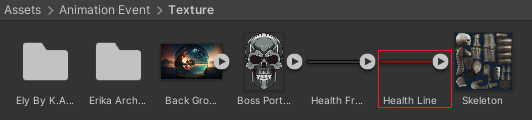 Assets > Animation Event > Texture
Ely By K.A... Erika Arch... Back Gro... Boss Port... Health Fr... Health Line Skeleton